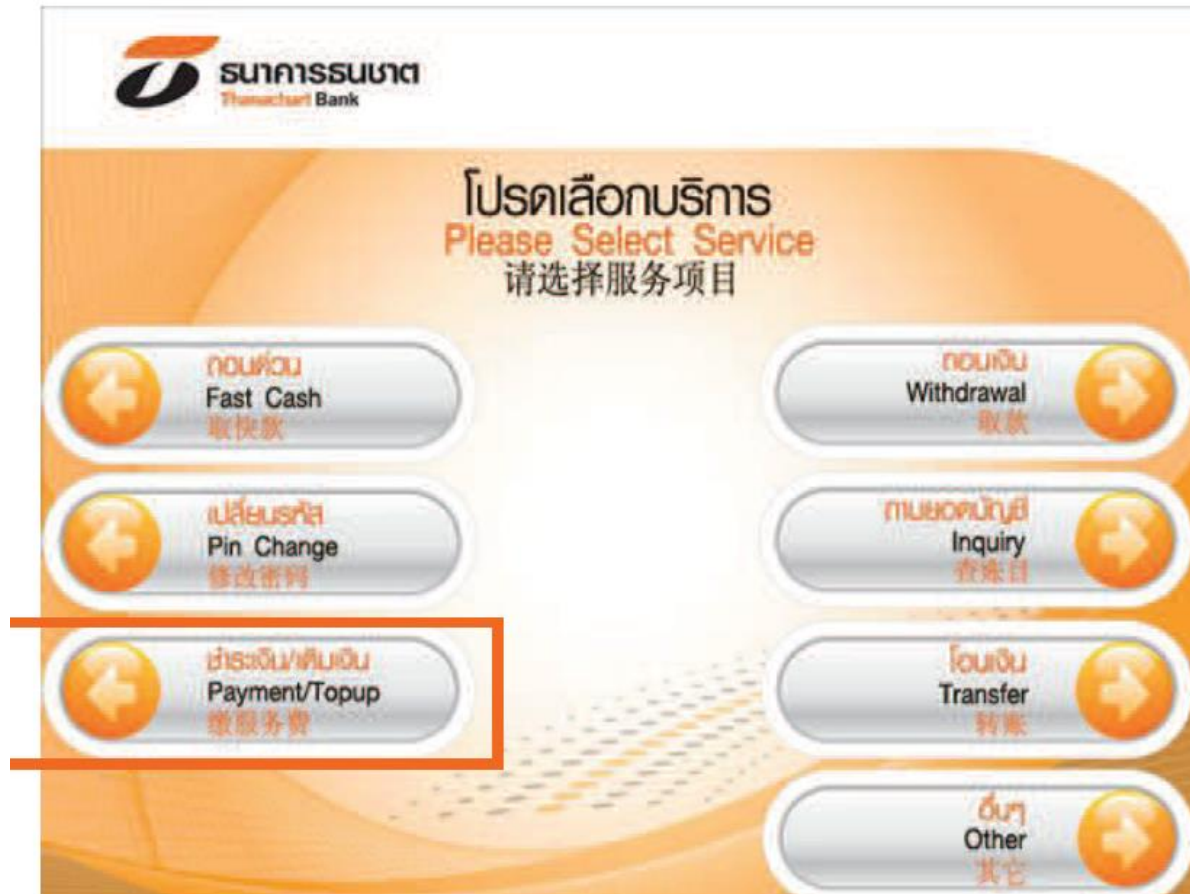 ธนาคารธนชาต
Thanachart Bank
โปรดเลือกบริการ
Please Select Service
请选择服务项目
ถอนด่วน
Fast Cash
取快款
ถอนเงิน
Withdrawal
取款
เปลี่ยนรหัส
Pin Change
修改密码
ถามยอดบัญชี
Inquiry
查账目
ชำระเงิน/เติมเงิน
Payment/Topup
缴服务费
โอนเงิน
Transfer
转账
อื่นๆ
Other
其它